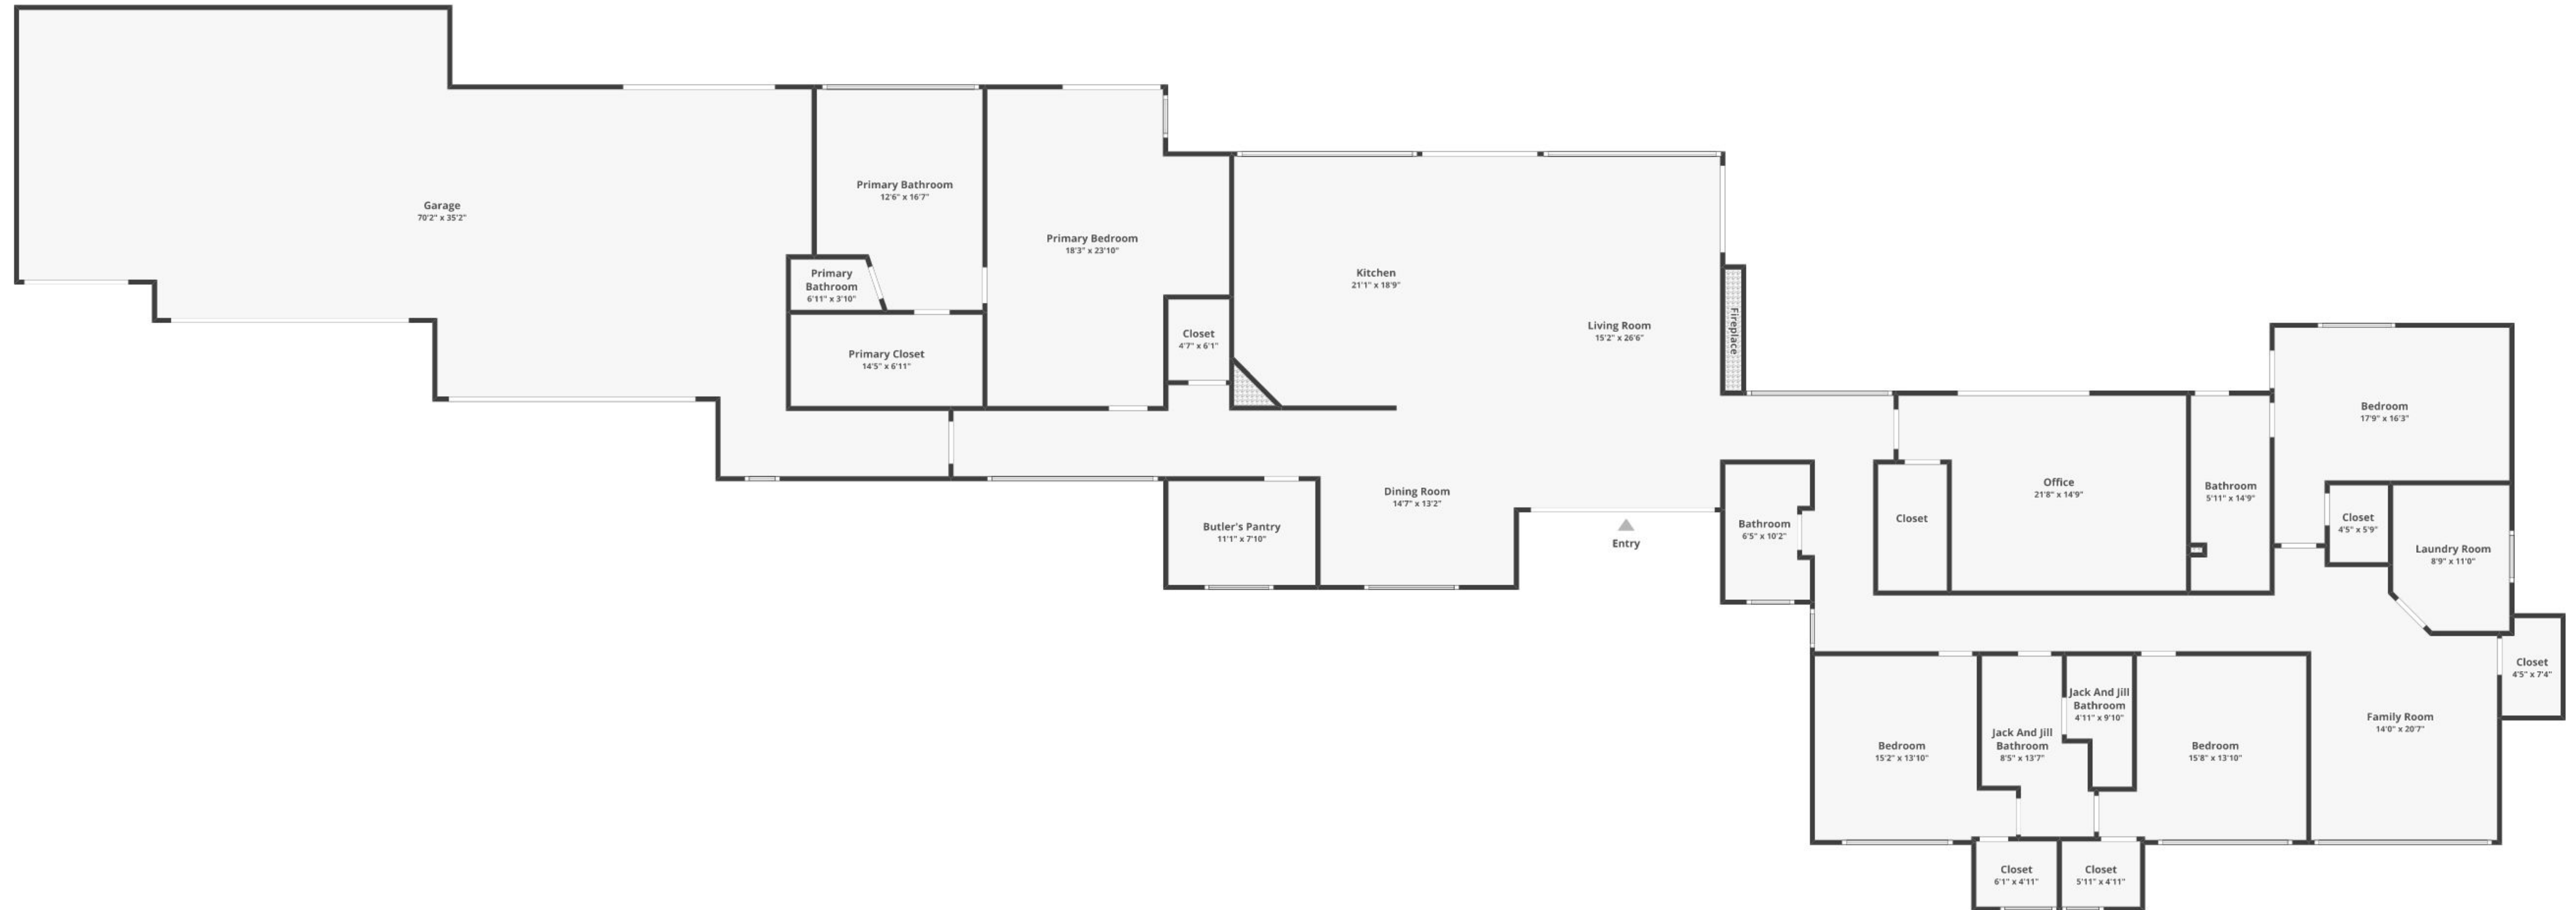 Garage
70'2" x 35'2"
Primary Bathroom
12'6" x 16'7"
Primary
Bathroom
6'11" x 3'10"
Primary Closet
14'5" x 6'11"
Primary Bedroom
18'3" x 23'10"
Closet
4'7" x 6'1"
Kitchen
21'1" x 18'9"
Living Room
15'2" x 26'6"
Fireplace
Dining Room
14'7" x 13'2"
Butler's Pantry
11'1" x 7'10"
Entry
Bathroom
6'5" x 10'2"
Closet
Office
21'8" x 14'9"
Bathroom
5'11" x 14'9"
Bedroom
17'9" x 16'3"
Closet
4'5" x 5'9"
Laundry Room
8'9" x 11'0"
Closet
4'5" x 7'4"
Family Room
14'0" x 20'7"
Bedroom
15'2" x 13'10"
Jack And Jill
Bathroom
8'5" x 13'7"
Jack And Jill
Bathroom
4'11" x 9'10"
Bedroom
15'8" x 13'10"
Closet
6'1" x 4'11"
Closet
5'11" x 4'11"